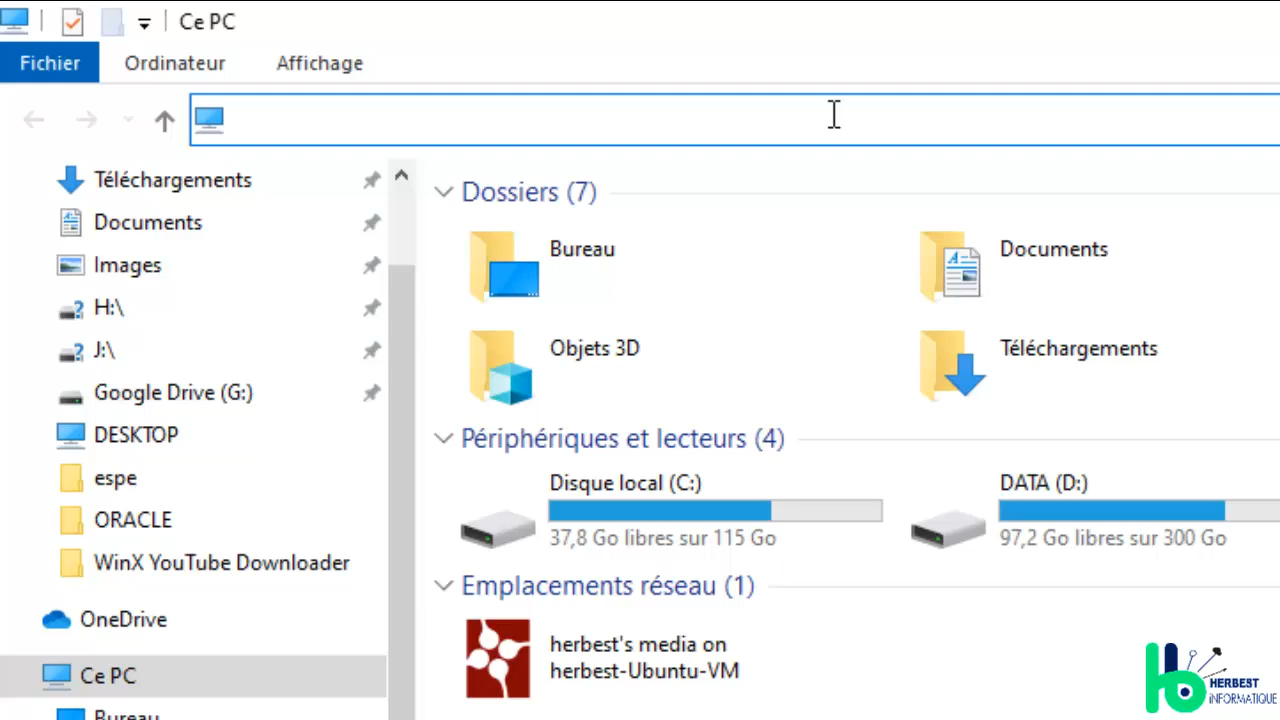 Ce PC
Fichier
Ordinateur
Affichage
Téléchargements
Documents
Images
H:\
J:\
Google Drive (G:)
DESKTOP
espe
ORACLE
WinX YouTube Downloader
OneDrive
Ce PC
Bureau
Dossiers (7)
Bureau
Documents
Objets 3D
Téléchargements
Périphériques et lecteurs (4)
Disque local (C:)
37,8 Go libres sur 115 Go
DATA (D:)
97,2 Go libres sur 300 Go
Emplacements réseau (1)
herbest's media on
herbest-Ubuntu-VM
HERBEST
iNFORMATIQUE